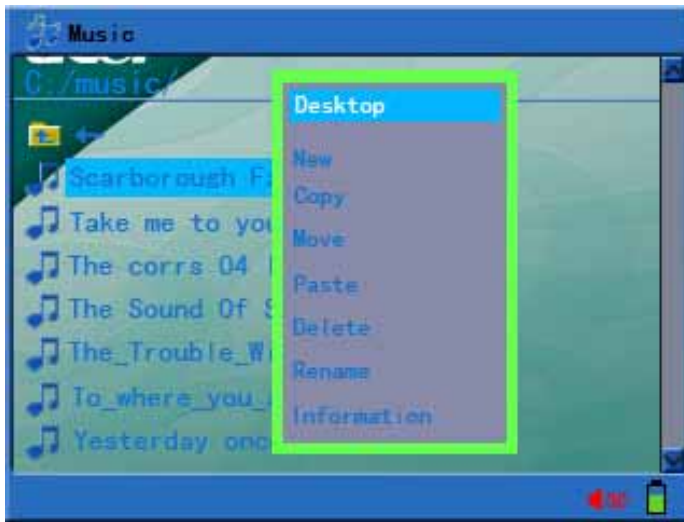 Music
C:/music/
Desktop
New
Copy
Move
Paste
Delete
Rename
Information
Scarborough F
Take me to you
The corrs 04
The Sound Of S
The_Trouble_W
To_where_you_
Yesterday onc